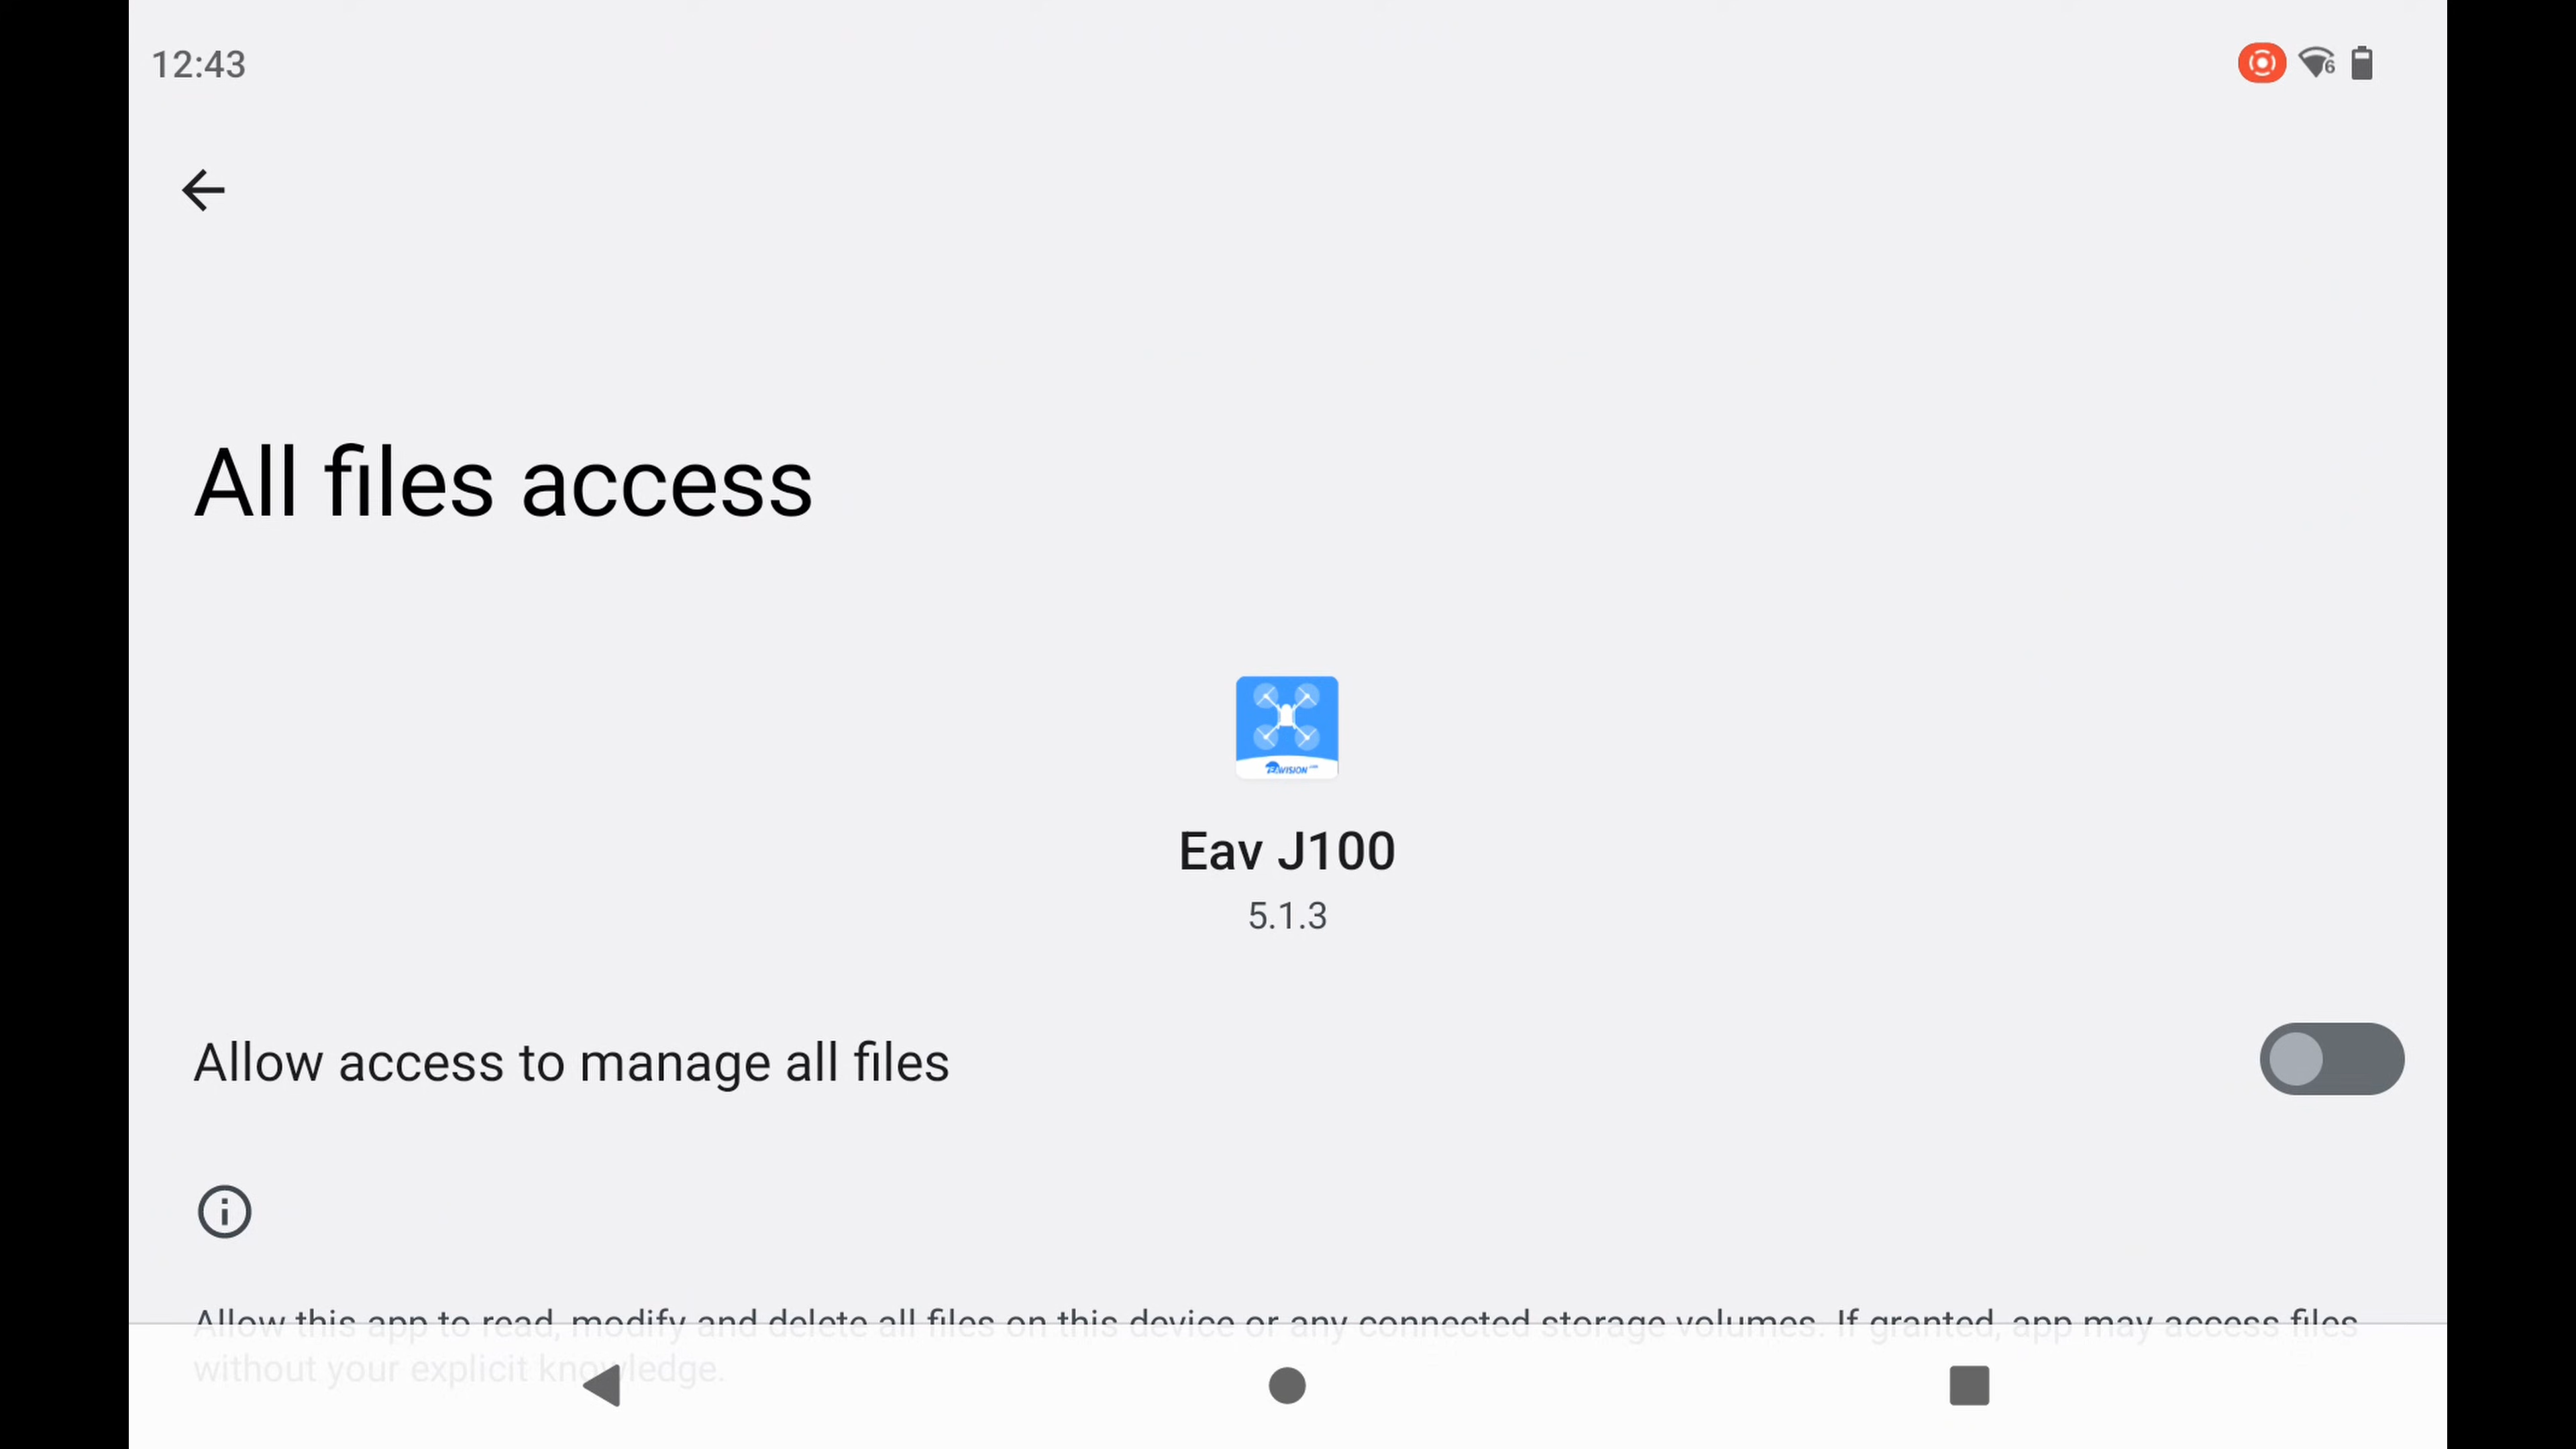 12:43
6
All files access
EAVISION
Eav J100
5.1.3
Allow access to manage all files
Allow this app to read, modify and delete all files on this device or any connected storage volumes. If granted, app may access files
without your explicit knowledge.